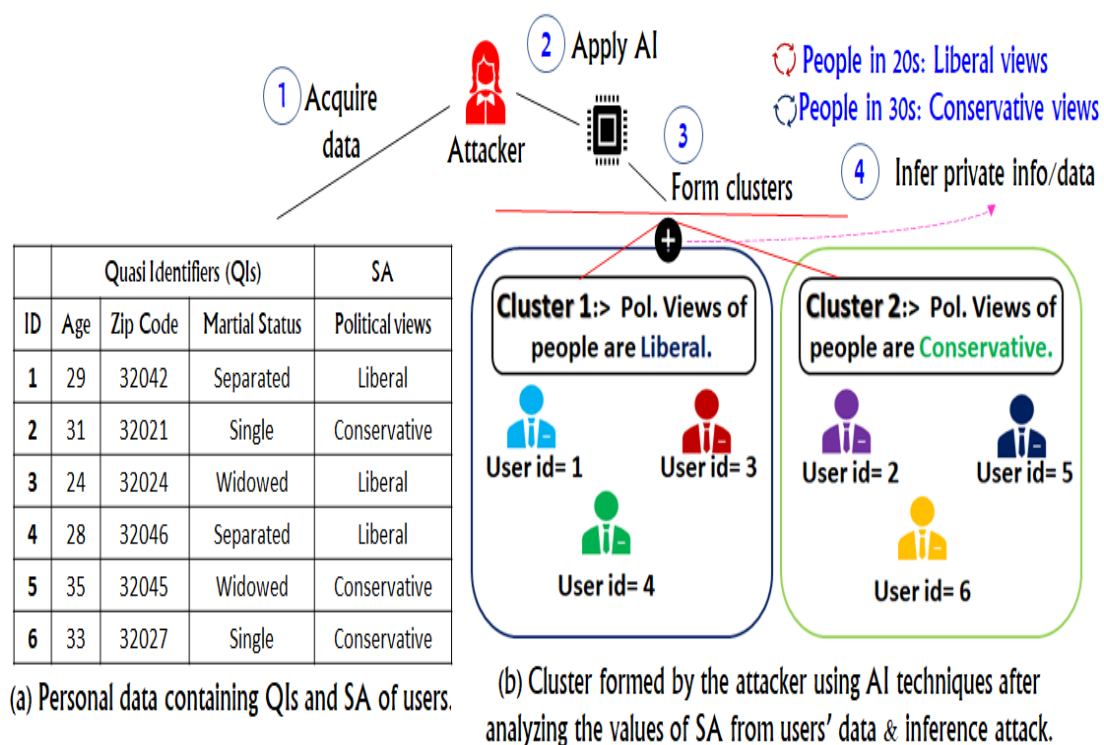 1 Acquire
data
Attacker
2 Apply AI
3
Form clusters
People in 20s: Liberal views
People in 30s: Conservative views
4 Infer private info/data
Quasi Identifiers (QIs) SA
ID Age Zip Code Martial Status Political views
1 29 32042 Separated Liberal
2 31 32021 Single Conservative
3 24 32024 Widowed Liberal
4 28 32046 Separated Liberal
5 35 32045 Widowed Conservative
6 33 32027 Single Conservative
(a) Personal data containing QIs and SA of users.
+
Cluster 1:> Pol. Views of
people are Liberal.
User id= 1
User id= 3
User id= 4
Cluster 2:> Pol. Views of
people are Conservative.
User id= 2
User id= 5
User id= 6
(b) Cluster formed by the attacker using AI techniques after
analyzing the values of SA from users’ data & inference attack.